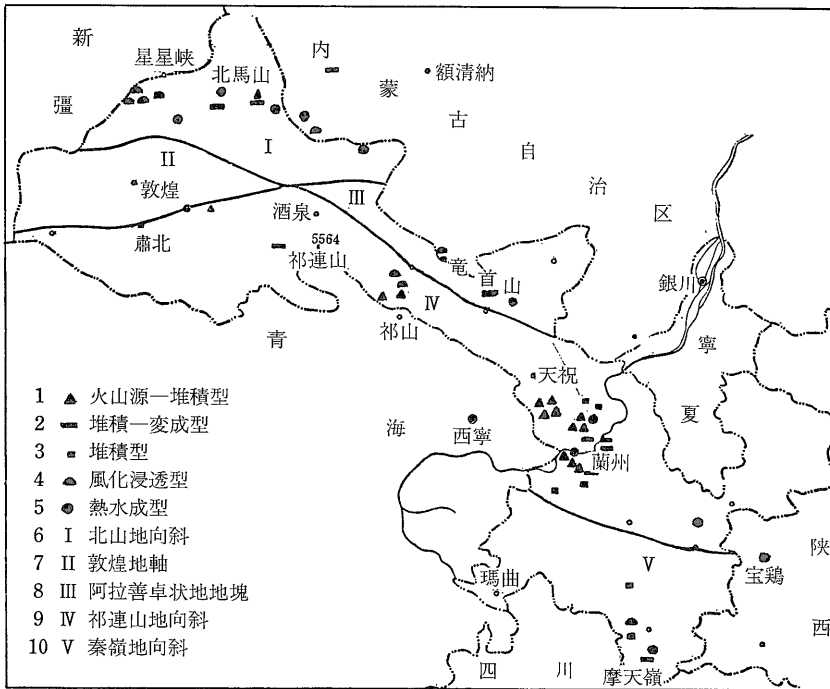 新
疆
星星峡
北馬山
内
蒙
古
自
治
区
額清納
I
II
敦煌
III
酒泉
5564
祁連山
肅北
竜首山
IV
祁山
銀川
寧
夏
青
海
天祝
西寧
蘭州
陝
西
V
宝鶏
瑪曲
四川
摩天嶺
1 火山源—堆積型
2 堆積—変成型
3 堆積型
4 風化浸透型
5 熱水成型
6 I 北山地向斜
7 II 敦煌地軸
8 III 阿拉善卓状地地塊
9 IV 祁連山地向斜
10 V 秦嶺地向斜